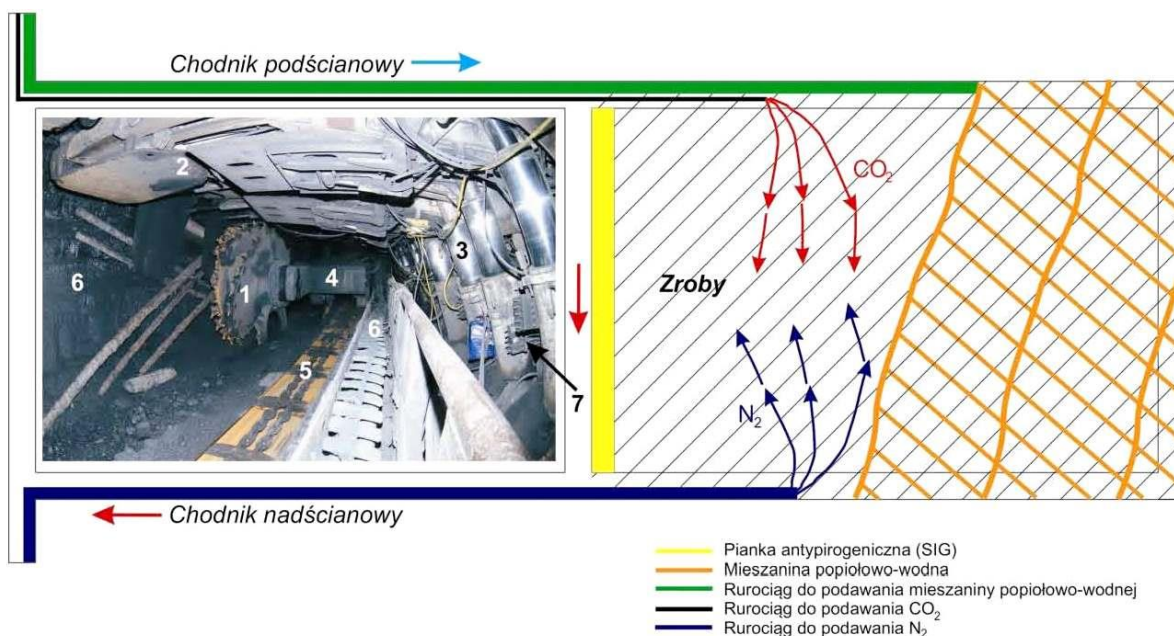 Chodnik podścianowy
2
3
6
1
4
6
5
7
CO₂
Zroby
N₂
Chodnik nadścianowy
Pianka antypirogeniczna (SIG)
Mieszanina popiołowo-wodna
Rurociąg do podawania mieszaniny popiołowo-wodnej
Rurociąg do podawania CO₂
Rurociąg do podawania N₂